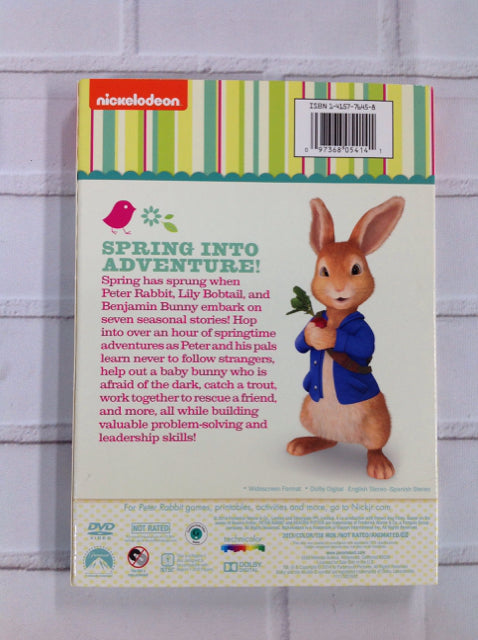 nickelodeon
ISBN 1-4157-7645-8
0 97368 05414 1
SPRING INTO
ADVENTURE!
Spring has sprung when
Peter Rabbit, Lily Bobtail, and
Benjamin Bunny embark on
seven seasonal stories! Hop
into over an hour of springtime
adventures as Peter and his pals
learn never to follow strangers,
help out a baby bunny who is
afraid of the dark, catch a trout,
work together to rescue a friend,
and more, all while building
valuable problem-solving and
leadership skills!
• Widescreen Format • Dolby Digital: English Stereo, Spanish Stereo
For Peter Rabbit games, printables, activities and more, go to NickJr.com.
DVD
VIDEO
NOT RATED
technicolor
DOLBY
DIGITAL